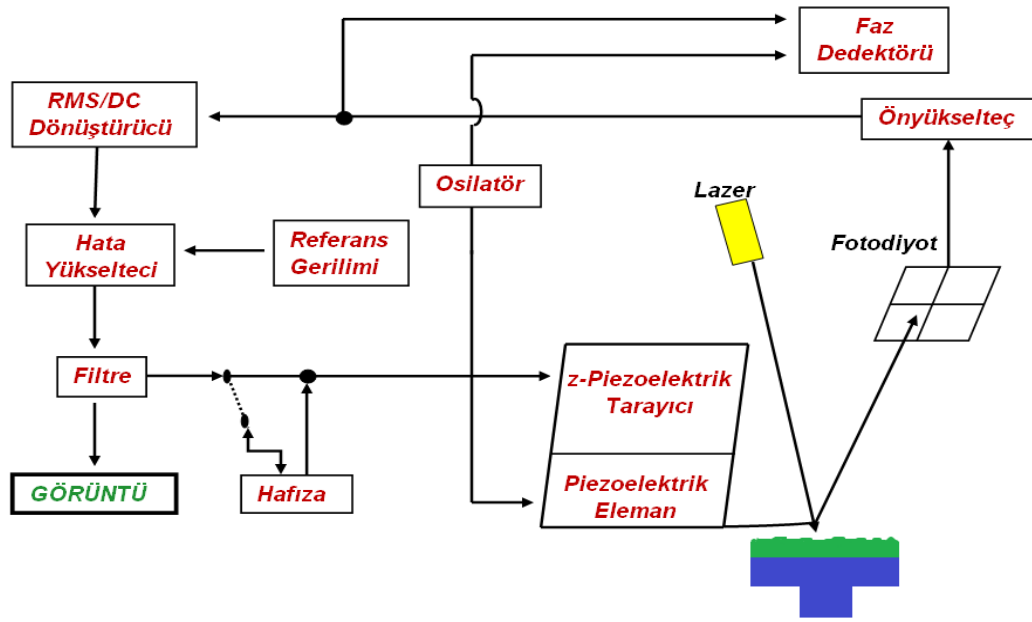 Faz
Dedektörü
RMS/DC
Dönüştürücü
Önyükselteç
Osilatör
Lazer
Hata
Yükselteci
Referans
Gerilimi
Fotodiyot
Filtre
z-Piezoelektrik
Tarayıcı
GÖRÜNTÜ
Hafıza
Piezoelektrik
Eleman